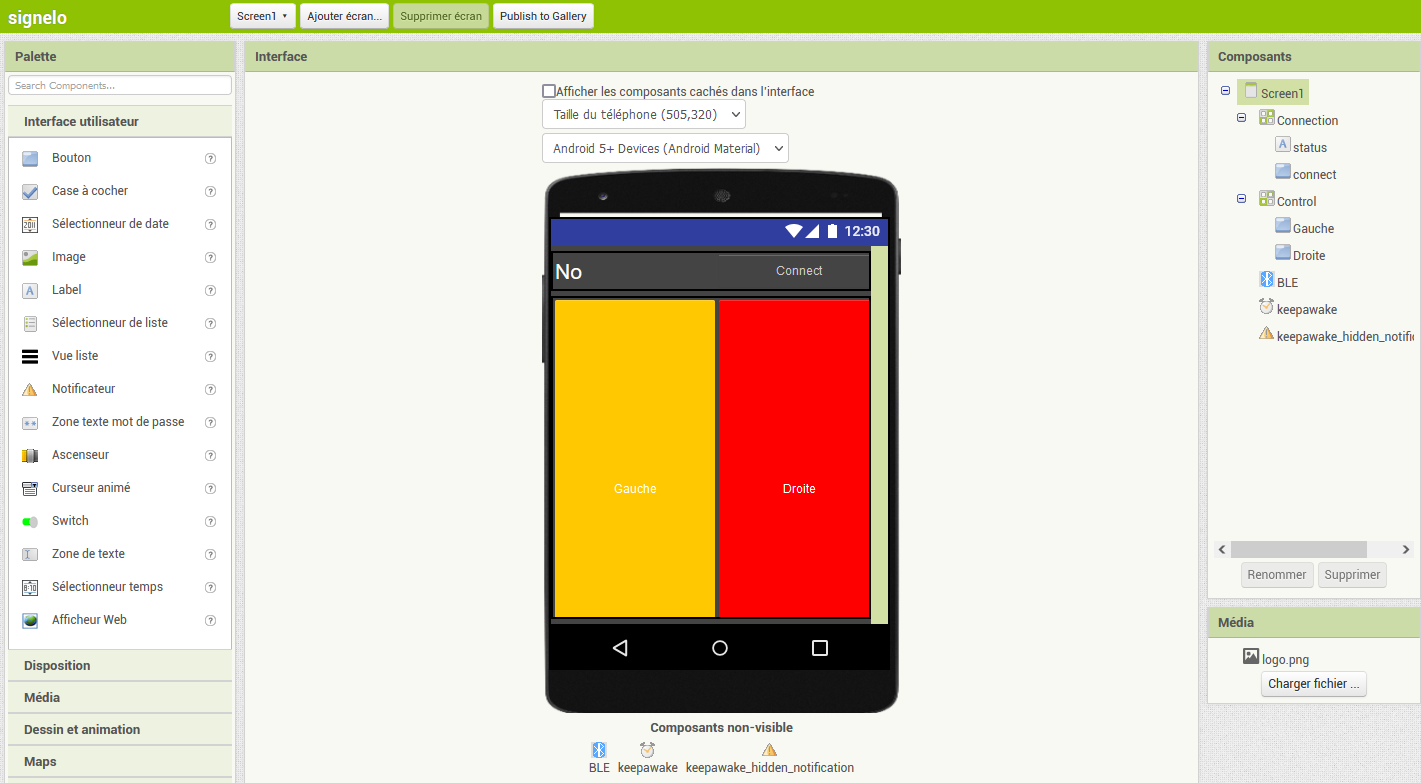 signelo
Screen1 ▾ Ajouter écran... Supprimer écran Publish to Gallery
Palette
Search Components...
Interface utilisateur
Bouton ?
Case à cocher ?
Sélectionneur de date ?
Image ?
Label ?
Sélectionneur de liste ?
Vue liste ?
Notificateur ?
Zone texte mot de passe ?
Ascenseur ?
Curseur animé ?
Switch ?
Zone de texte ?
Sélectionneur temps ?
Afficheur Web ?
Disposition
Média
Dessin et animation
Maps
Interface
Afficher les composants cachés dans l'interface
Taille du téléphone (505,320)
Android 5+ Devices (Android Material)
12:30
No Connect
Gauche Droite
Composants non-visible
BLE keepawake keepawake_hidden_notification
Composants
Screen1
Connection
status
connect
Control
Gauche
Droite
BLE
keepawake
keepawake_hidden_notific
Renommer Supprimer
Média
logo.png
Charger fichier ...